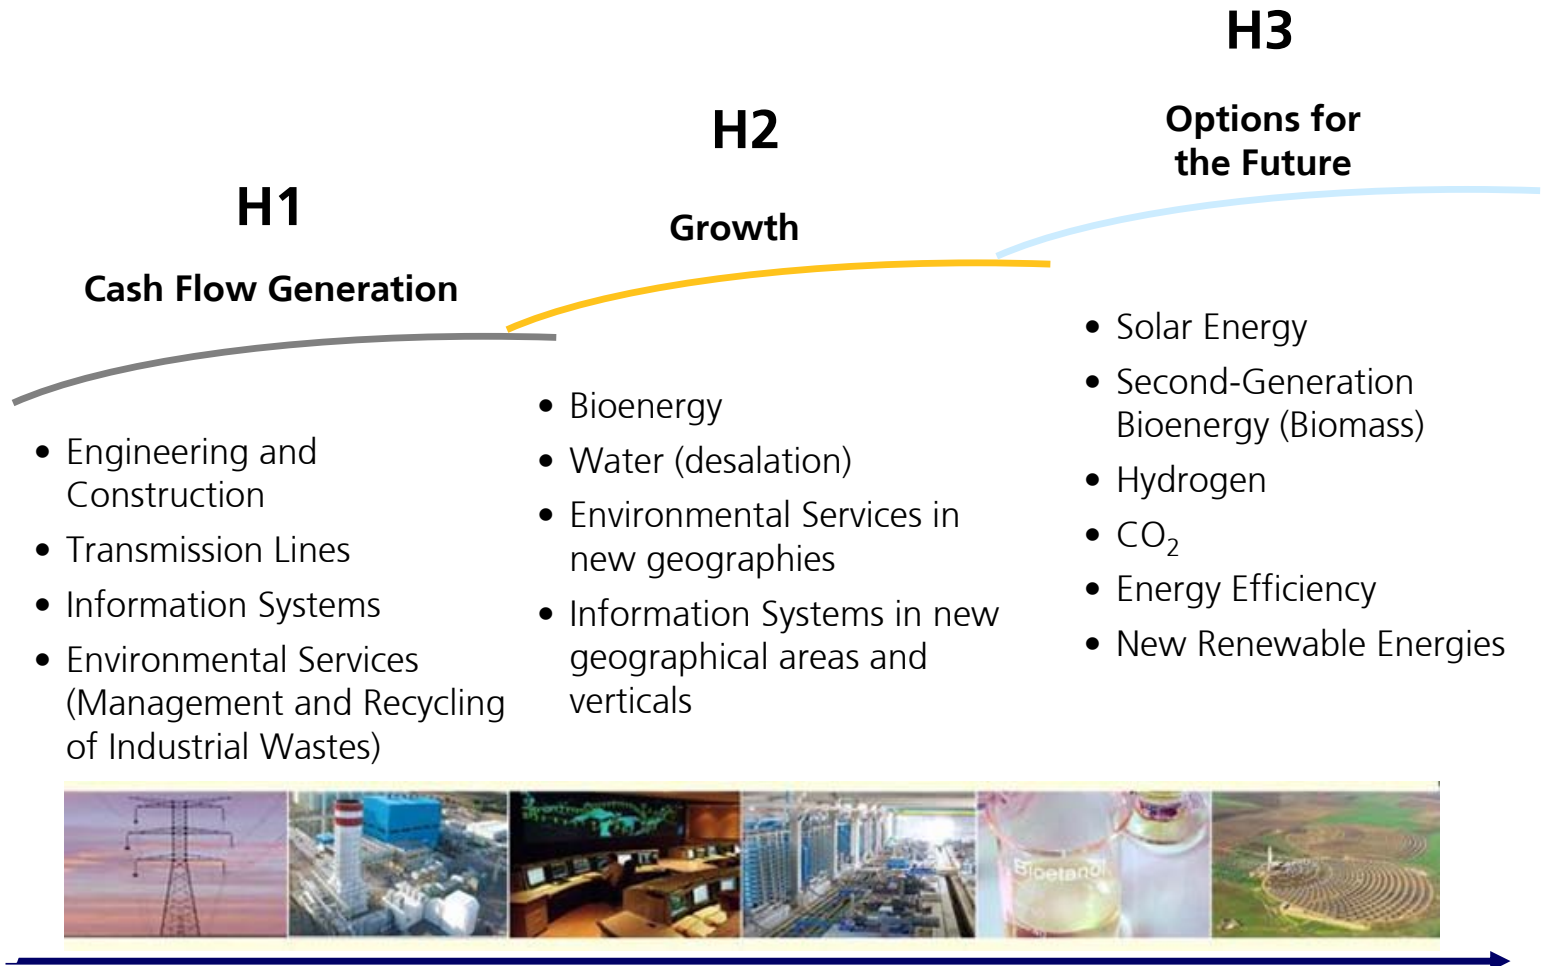 H1
Cash Flow Generation
• Engineering and
Construction
• Transmission Lines
• Information Systems
• Environmental Services
(Management and Recycling
of Industrial Wastes)
H2
Growth
• Bioenergy
• Water (desalation)
• Environmental Services in
new geographies
• Information Systems in new
geographical areas and
verticals
H3
Options for
the Future
• Solar Energy
• Second-Generation
Bioenergy (Biomass)
• Hydrogen
• CO₂
• Energy Efficiency
• New Renewable Energies
Bioetanol